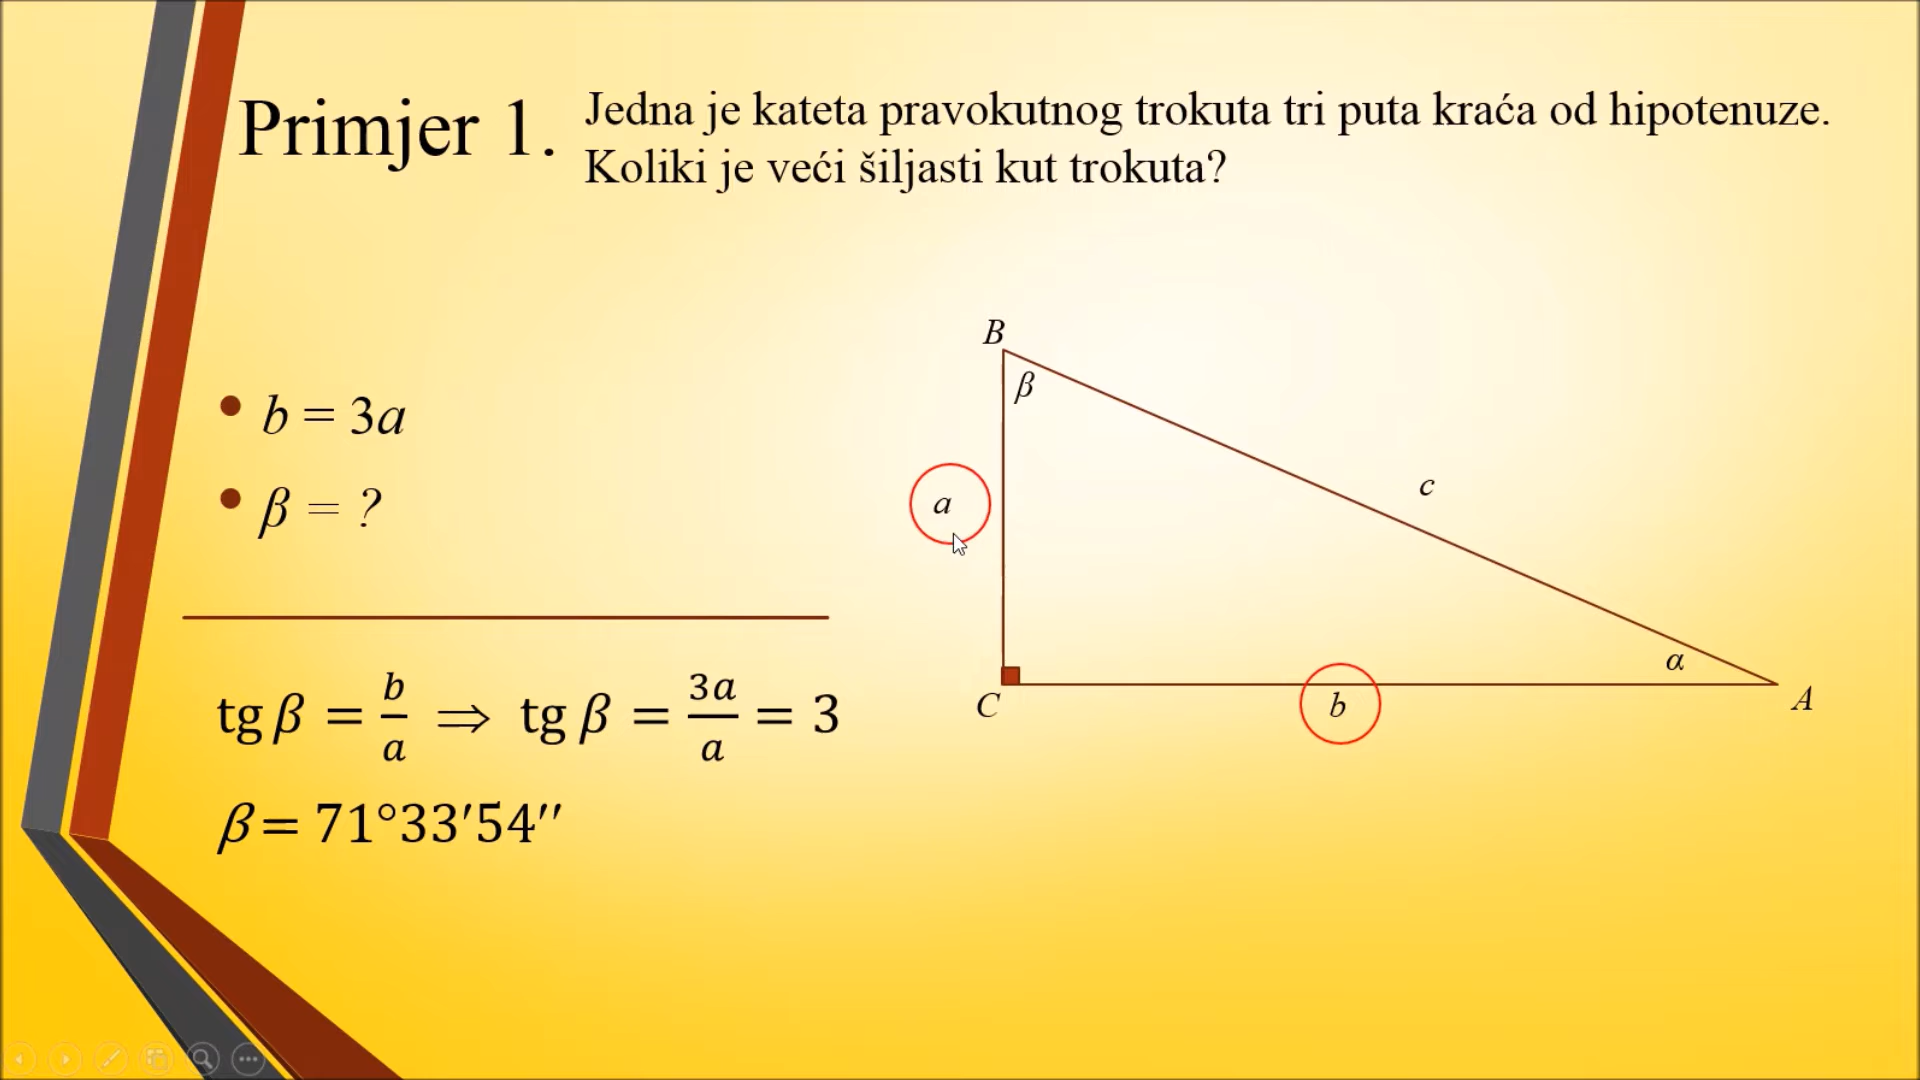 Primjer 1.
Jedna je kateta pravokutnog trokuta tri puta kraća od hipotenuze.
Koliki je veći šiljasti kut trokuta?
• b = 3a
• β = ?
tg β = b/a ⇒ tg β = 3a/a = 3
β = 71°33′54′′
B
β
a
c
α
C
b
A